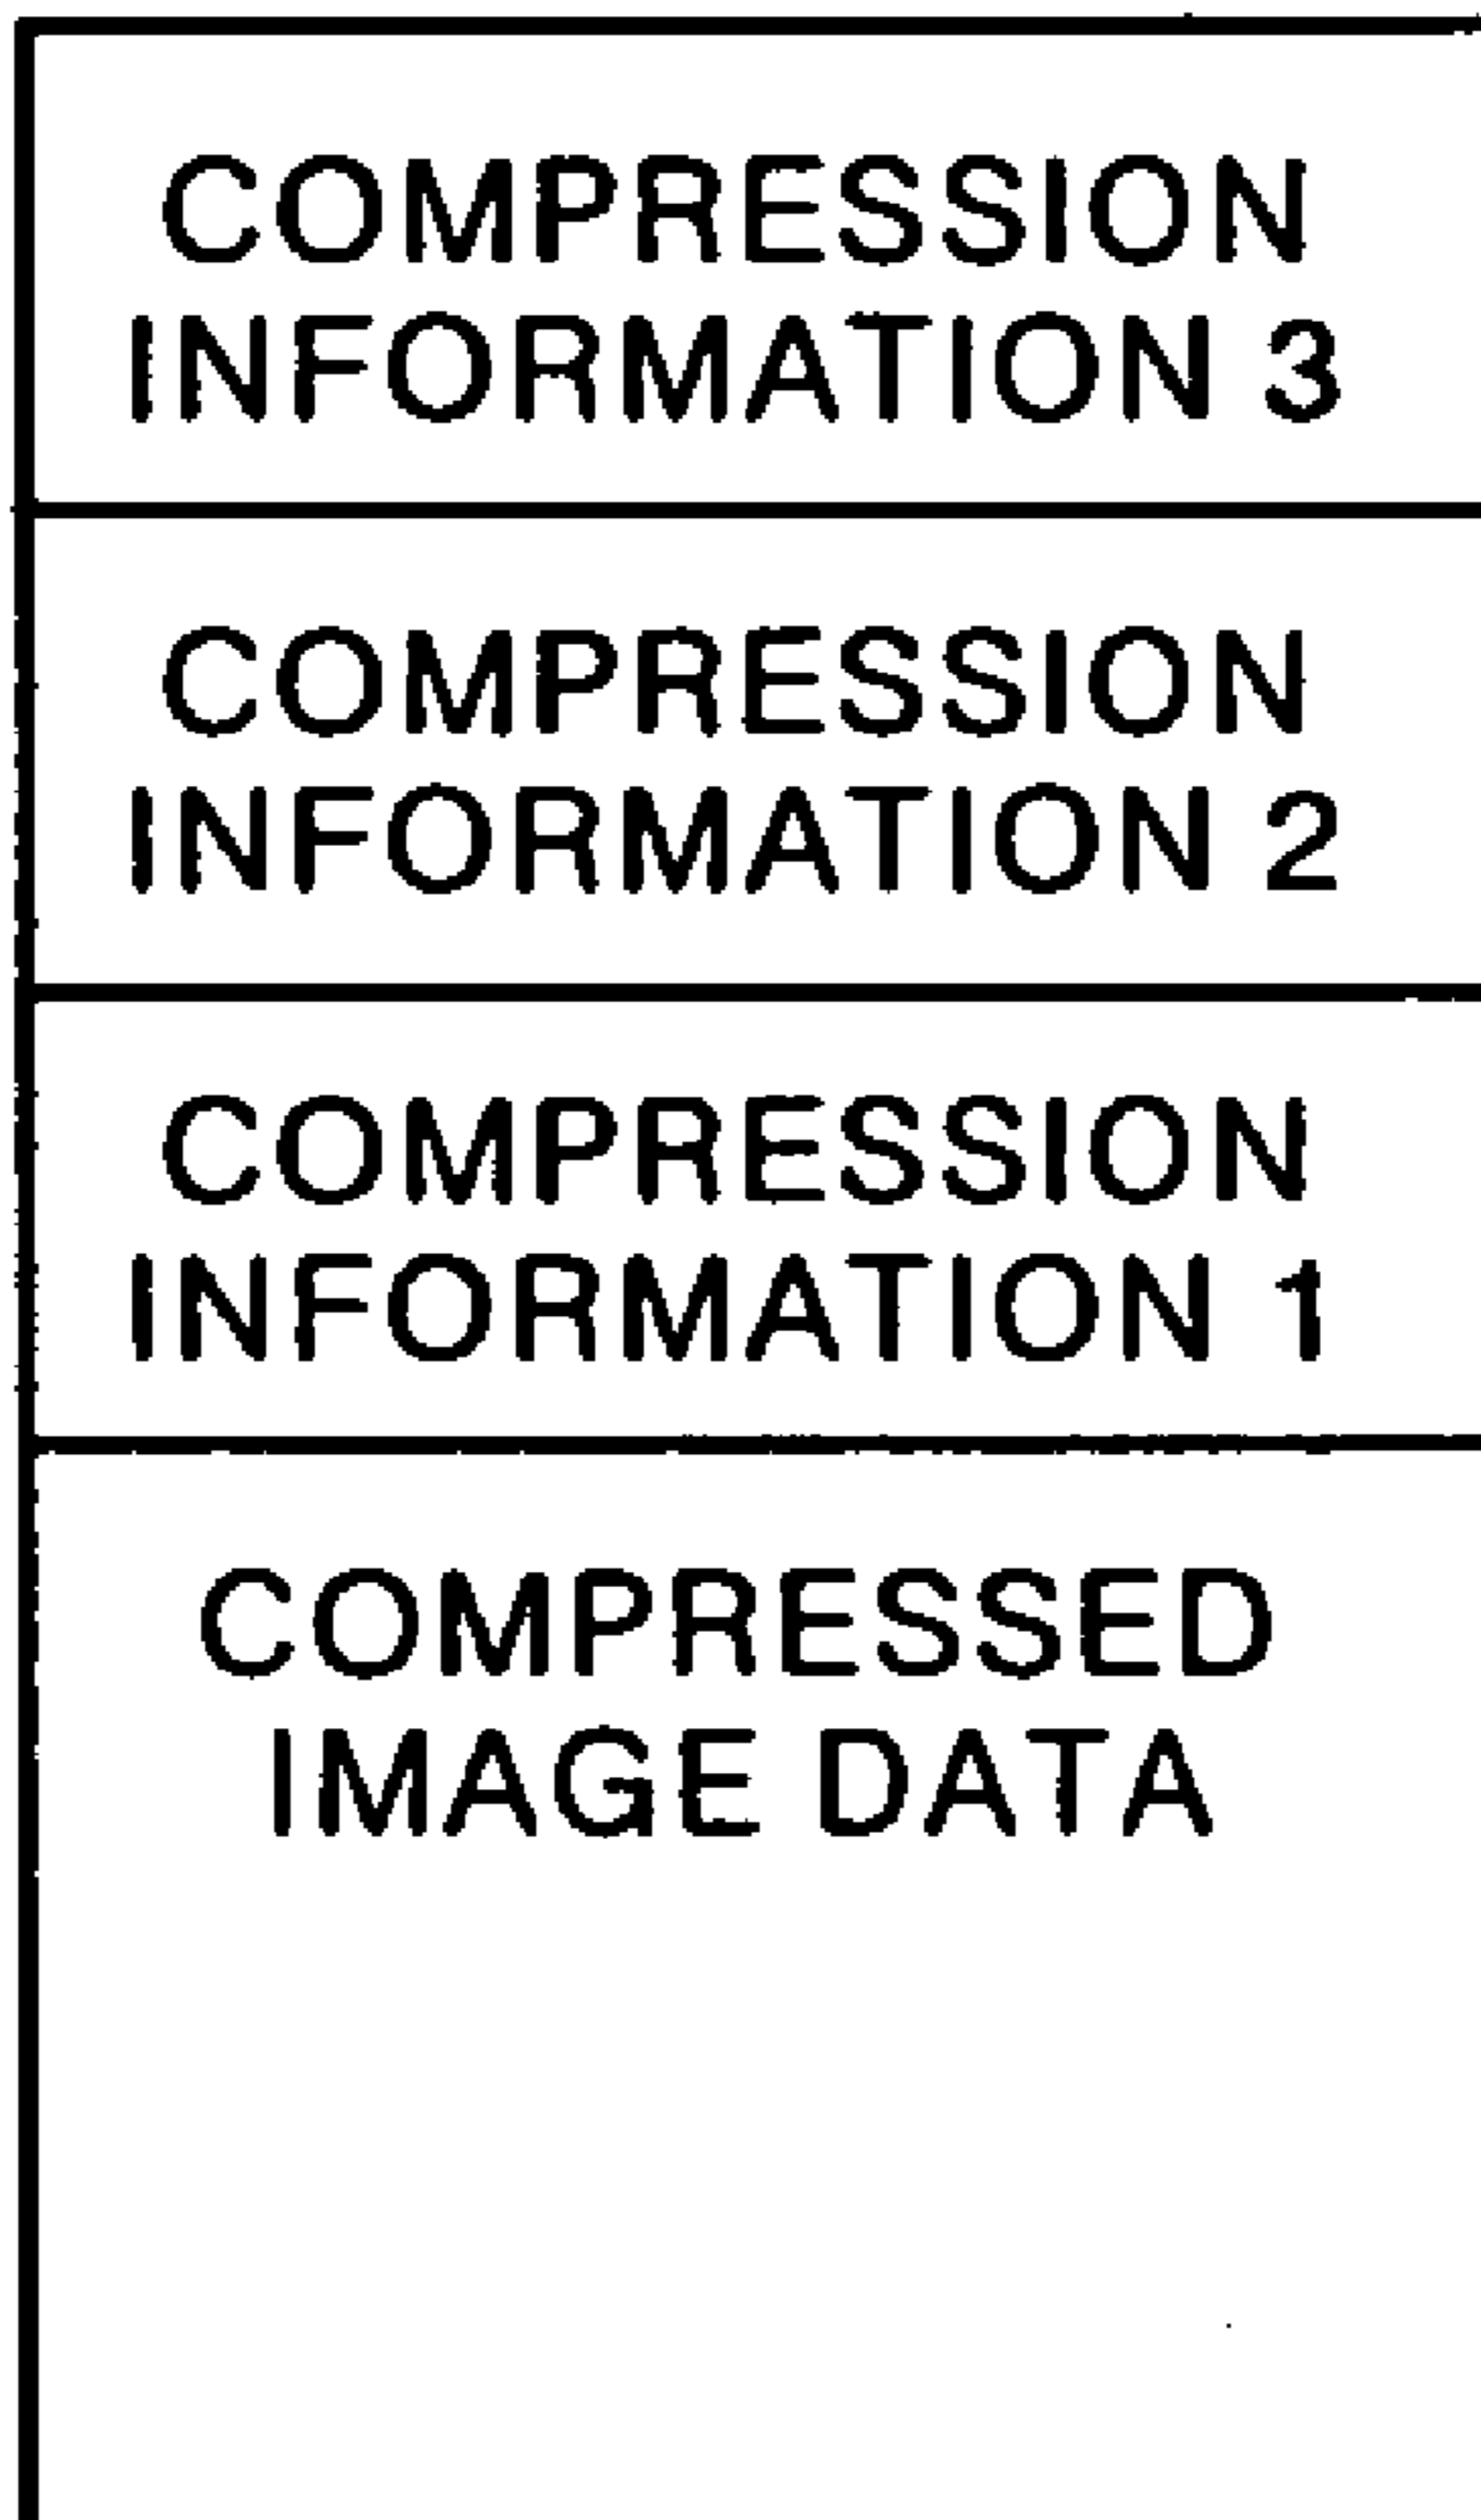 COMPRESSION
INFORMATION 3
COMPRESSION
INFORMATION 2
COMPRESSION
INFORMATION 1
COMPRESSED
IMAGE DATA